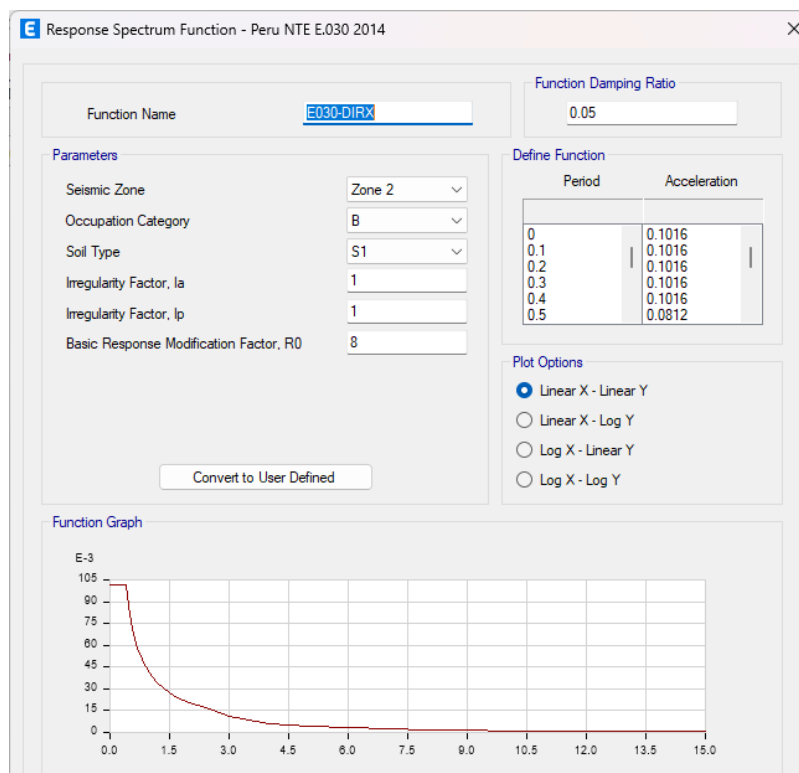 E Response Spectrum Function - Peru NTE E.030 2014
Function Name
E030-DIRX
Function Damping Ratio
0.05
Parameters
Seismic Zone
Zone 2
Occupation Category
B
Soil Type
S1
Irregularity Factor, Ia
1
Irregularity Factor, Ip
1
Basic Response Modification Factor, R0
8
Convert to User Defined
Define Function
Period Acceleration
0 0.1016
0.1 0.1016
0.2 0.1016
0.3 0.1016
0.4 0.1016
0.5 0.0812
Plot Options
Linear X - Linear Y
Linear X - Log Y
Log X - Linear Y
Log X - Log Y
Function Graph
E-3
105
90
75
60
45
30
15
0
0.0 1.5 3.0 4.5 6.0 7.5 9.0 10.5 12.0 13.5 15.0